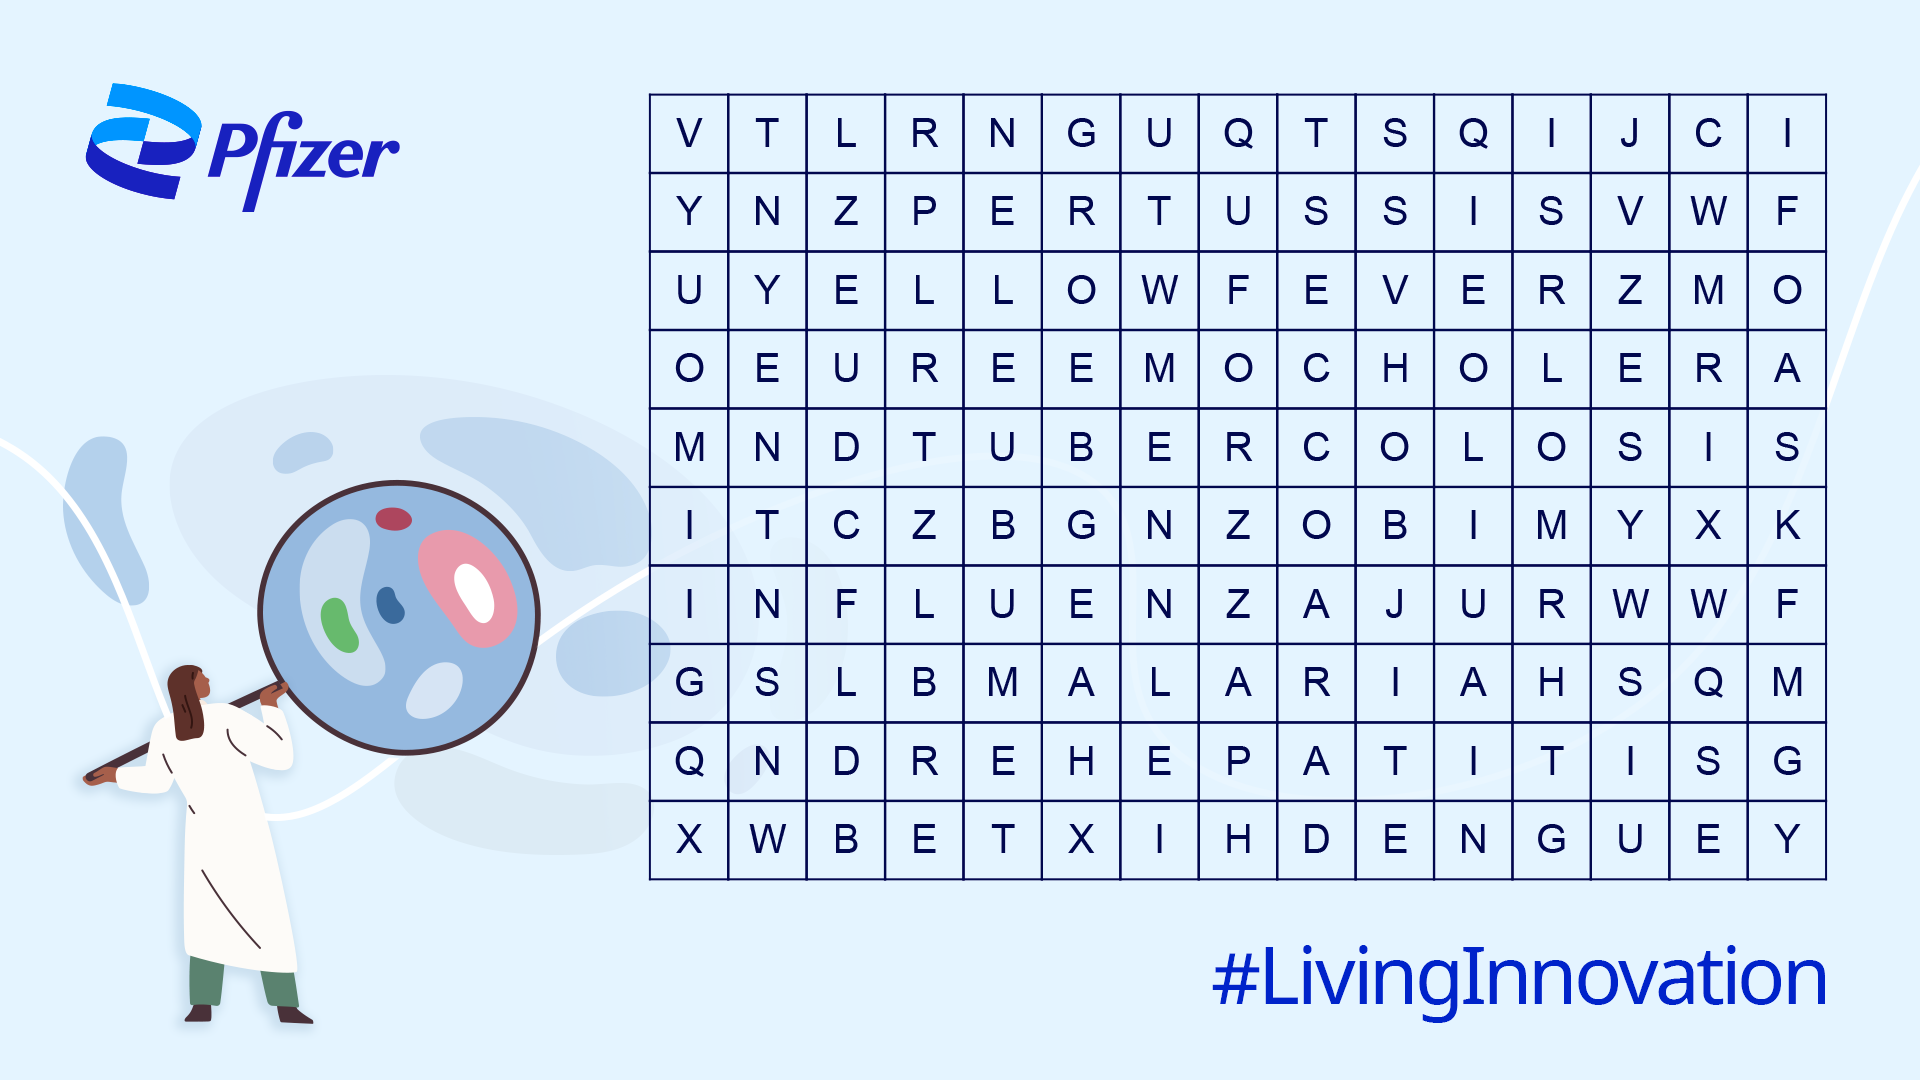 Pfizer
V T L R N G U Q T S Q I J C I
Y N Z P E R T U S S I S V W F
U Y E L L O W F E V E R Z M O
O E U R E E M O C H O L E R A
M N D T U B E R C O L O S I S
I T C Z B G N Z O B I M Y X K
I N F L U E N Z A J U R W W F
G S L B M A L A R I A H S Q M
Q N D R E H E P A T I T I S G
X W B E T X I H D E N G U E Y
#LivingInnovation